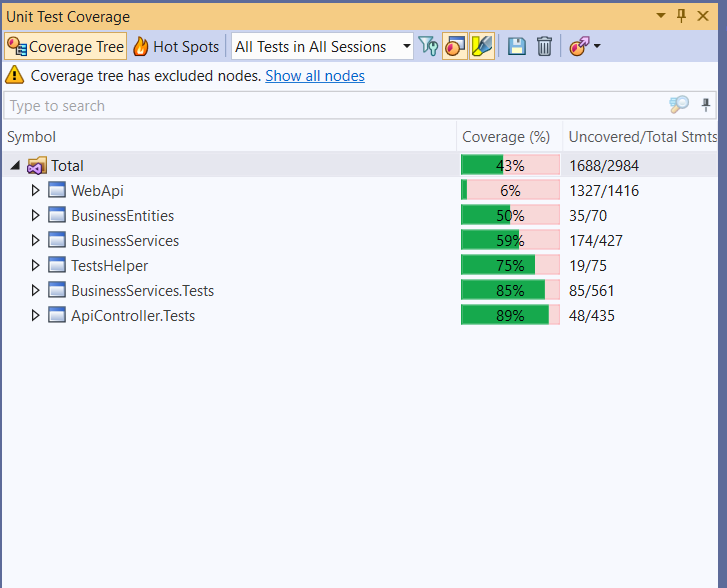 Unit Test Coverage
Coverage Tree Hot Spots All Tests in All Sessions
Coverage tree has excluded nodes. Show all nodes
Type to search
Symbol Coverage (%) Uncovered/Total Stmts
Total 43% 1688/2984
WebApi 6% 1327/1416
BusinessEntities 50% 35/70
BusinessServices 59% 174/427
TestsHelper 75% 19/75
BusinessServices.Tests 85% 85/561
ApiController.Tests 89% 48/435